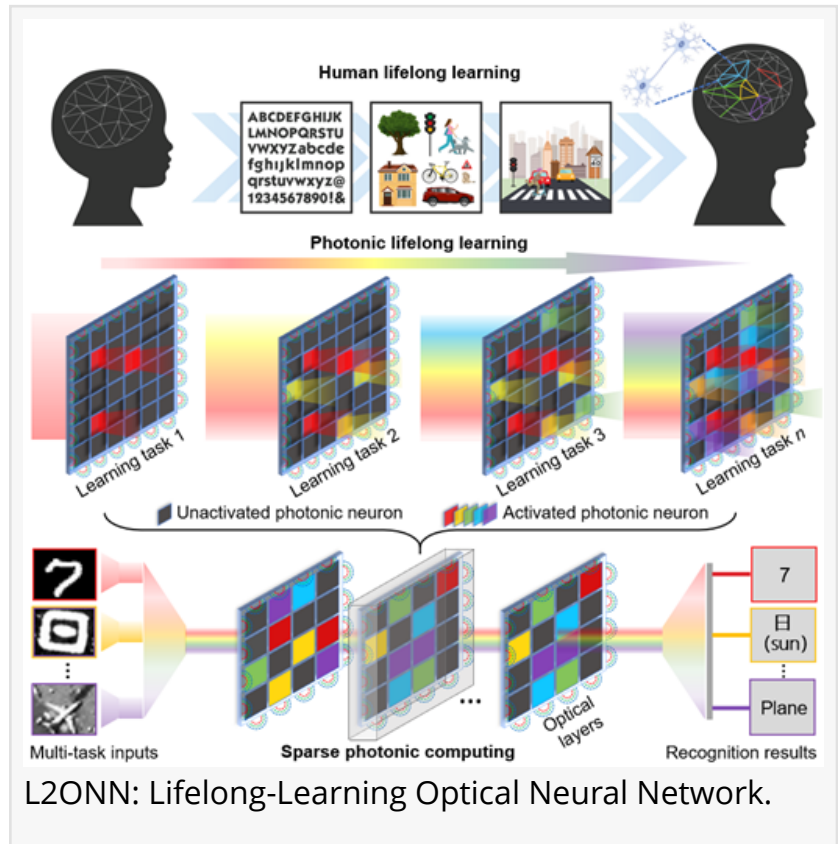 Human lifelong learning
ABCDEFGHIJK
LMNOPQRSTU
VWXYZabcde
fghijklmnop
qrstuvwxyz@
1234567890!&
40
Photonic lifelong learning
Learning task 1
Learning task 2
Learning task 3
Learning task n
Unactivated photonic neuron
Activated photonic neuron
7
7
日
(sun)
Plane
Multi-task inputs
Sparse photonic computing
...
Optical
layers
Recognition results
L2ONN: Lifelong-Learning Optical Neural Network.